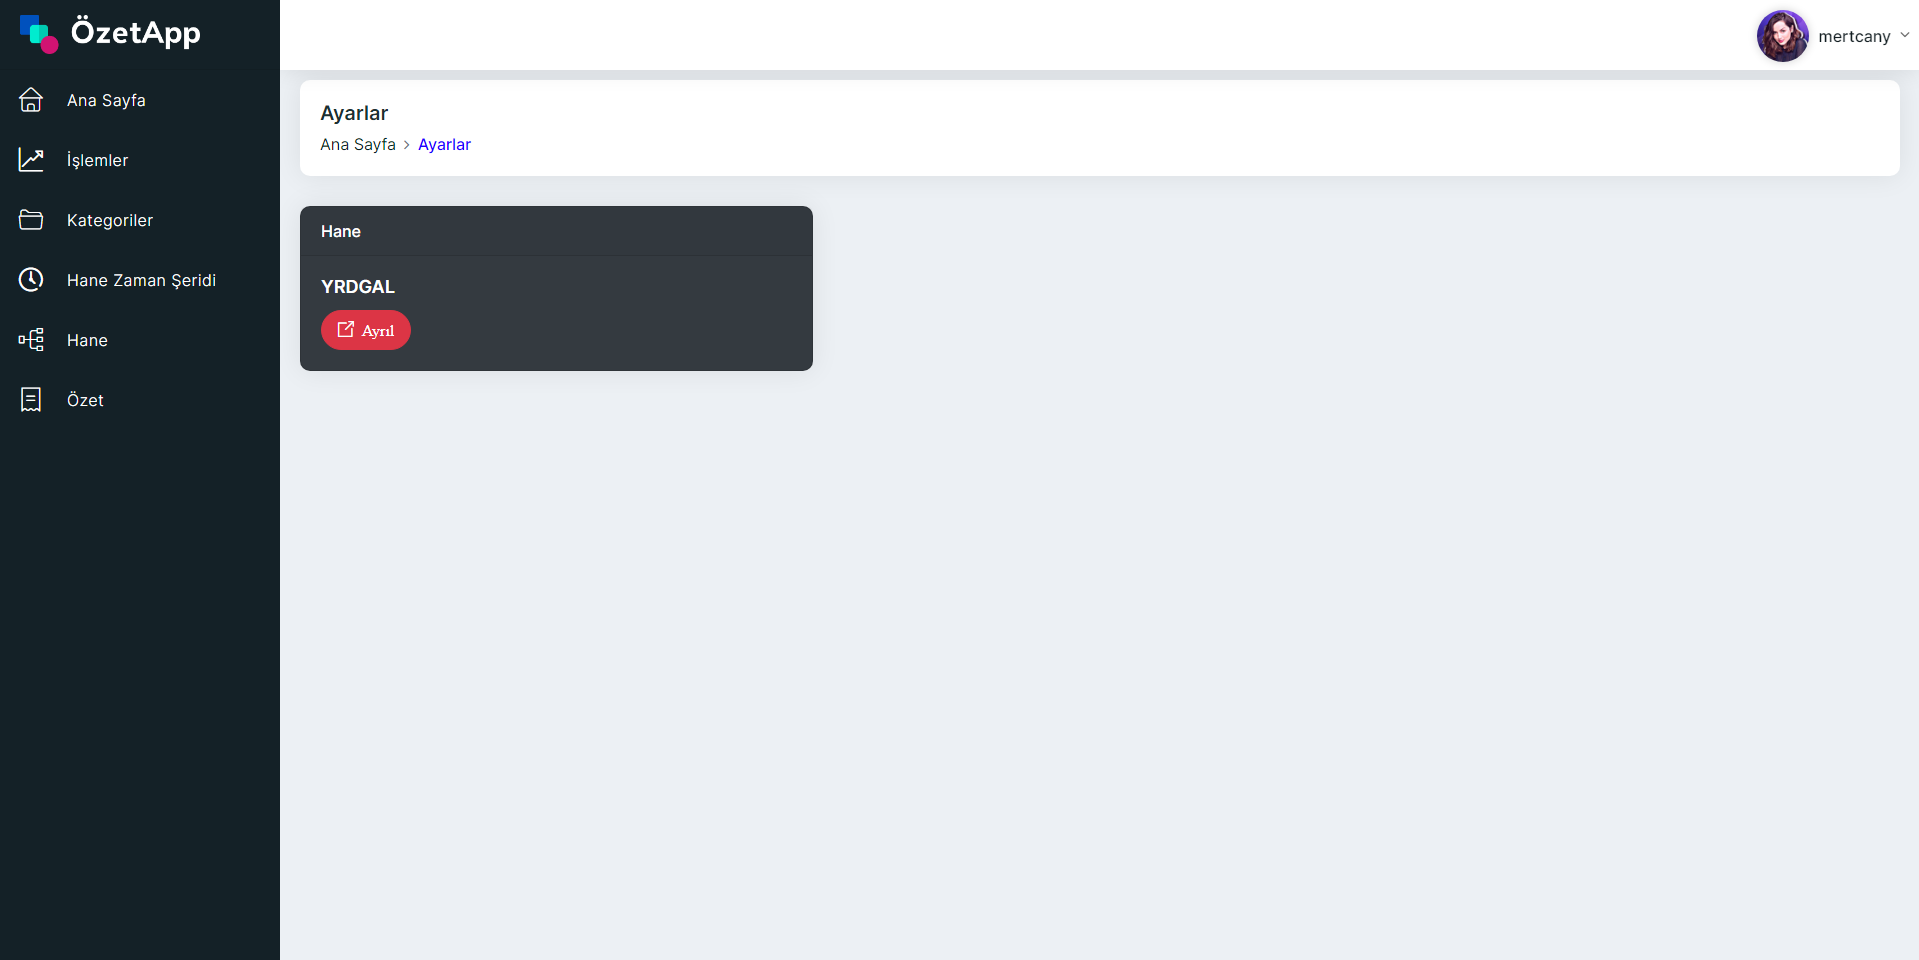 ÖzetApp
mertcany
Ana Sayfa
İşlemler
Kategoriler
Hane Zaman Şeridi
Hane
Özet
Ayarlar
Ana Sayfa > Ayarlar
Hane
YRDGAL
Ayrıl